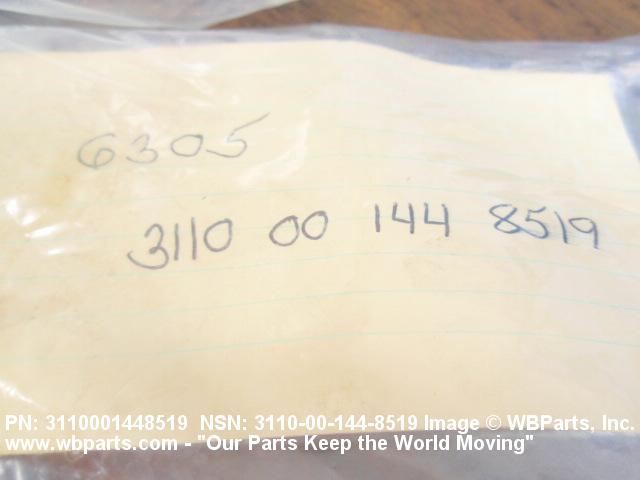 6305
3110 00 144 8519
PN: 3110001448519 NSN: 3110-00-144-8519 Image © WBParts, Inc.
www.wbparts.com - "Our Parts Keep the World Moving"